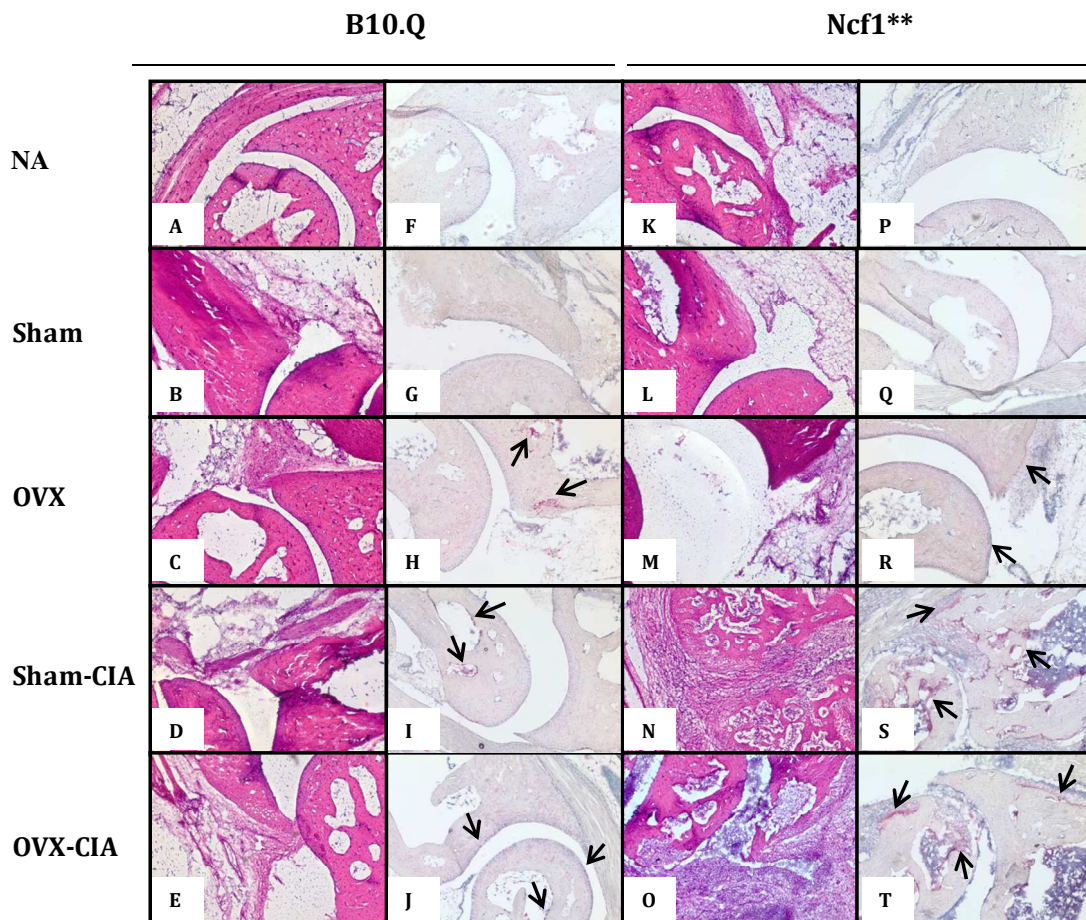 B10.Q Ncf1**
NA A F K P
Sham B G L Q
OVX C H M R
Sham-CIA D I N S
OVX-CIA E J O T